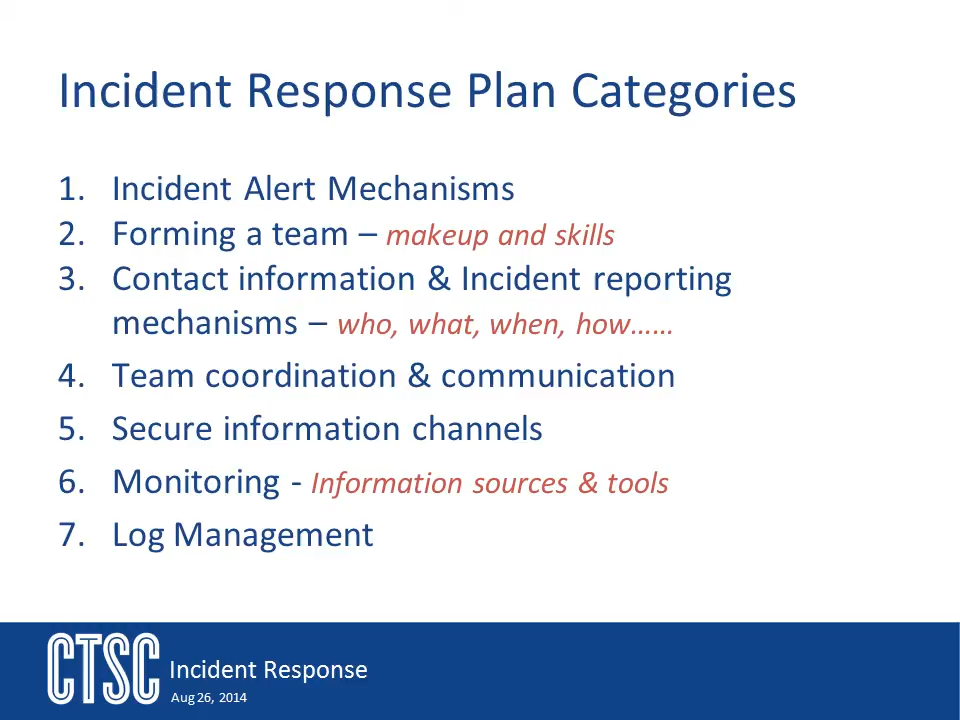 Incident Response Plan Categories
1. Incident Alert Mechanisms
2. Forming a team – makeup and skills
3. Contact information & Incident reporting
mechanisms – who, what, when, how……
4. Team coordination & communication
5. Secure information channels
6. Monitoring - Information sources & tools
7. Log Management
CTSC Incident Response
Aug 26, 2014